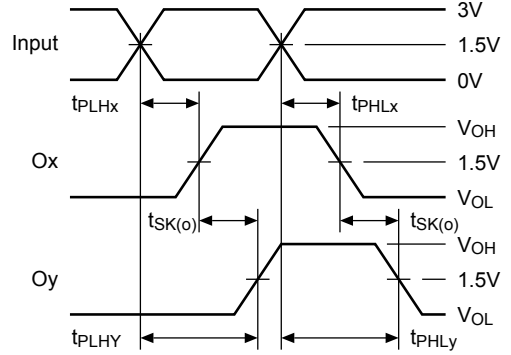 3V
Input
1.5V
0V
tPLHx
tPHLx
VOH
Ox
1.5V
VOL
tSK(o)
tSK(o)
VOH
Oy
1.5V
VOL
tPLHY
tPHLy